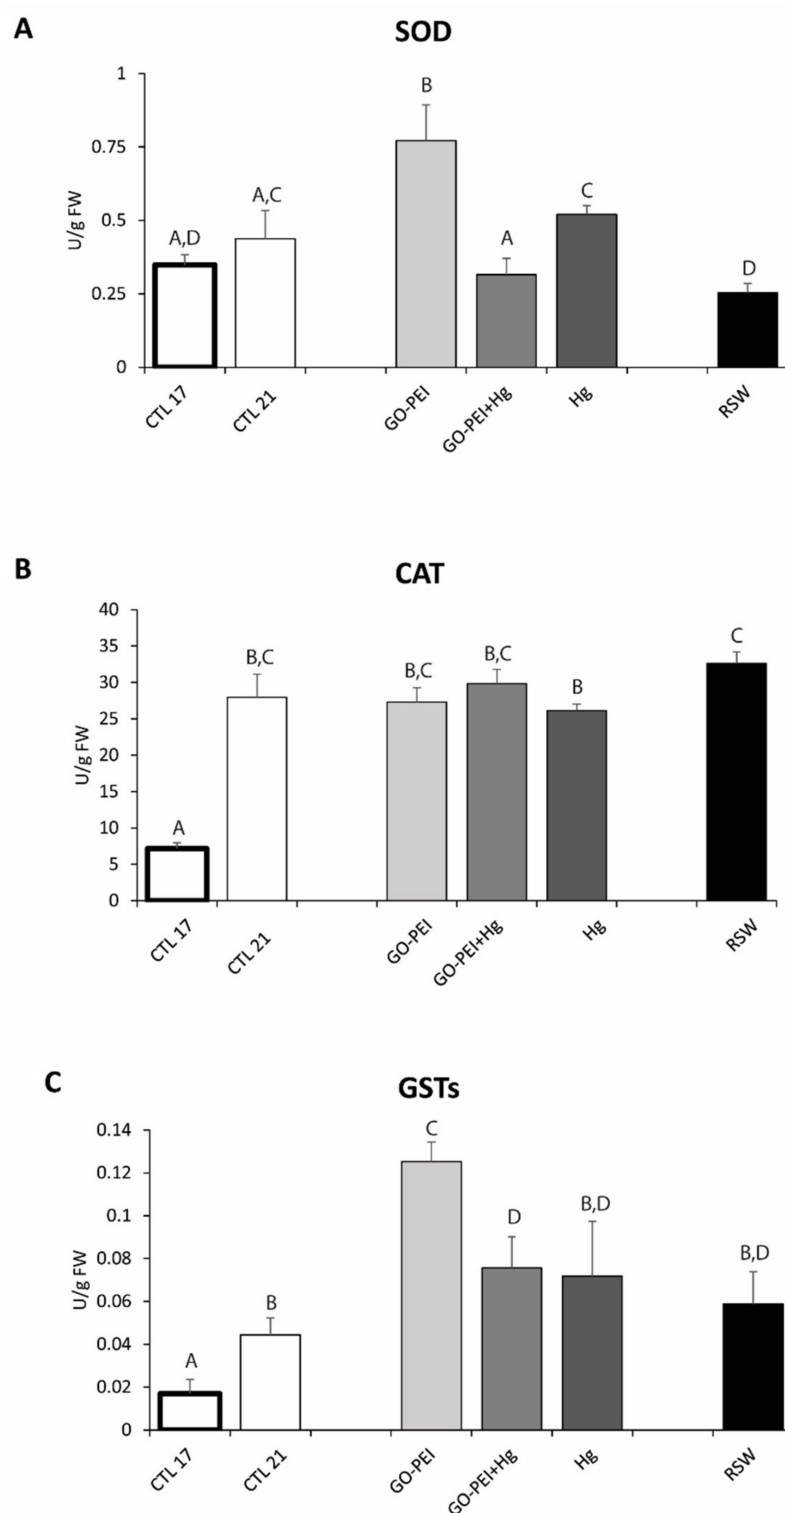 A
SOD
1
0.75
0.5
0.25
0
U/g FW
A,D
A,C
B
A
C
D
CTL 17
CTL 21
GO-PEI
GO-PEI+Hg
Hg
RSW
B
CAT
40
35
30
25
20
15
10
5
0
U/g FW
A
B,C
B,C
B,C
B
C
CTL 17
CTL 21
GO-PEI
GO-PEI+Hg
Hg
RSW
C
GSTs
0.14
0.12
0.1
0.08
0.06
0.04
0.02
0
U/g FW
A
B
C
D
B,D
B,D
CTL 17
CTL 21
GO-PEI
GO-PEI+Hg
Hg
RSW